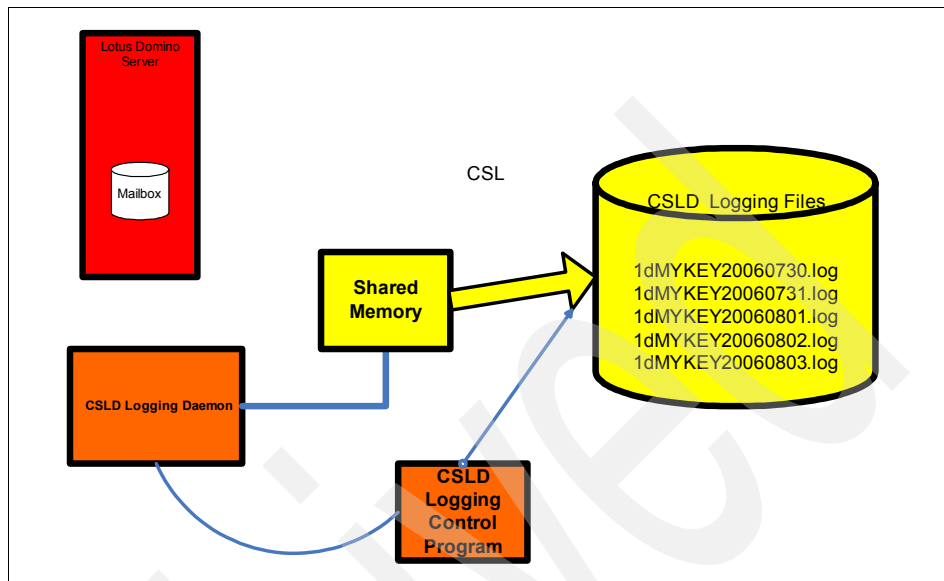 Lotus Domino
Server
Mailbox
CSL
CSLD Logging Files
1dMYKEY20060730.log
1dMYKEY20060731.log
1dMYKEY20060801.log
1dMYKEY20060802.log
1dMYKEY20060803.log
Shared
Memory
CSLD Logging Daemon
CSLD
Logging
Control
Program